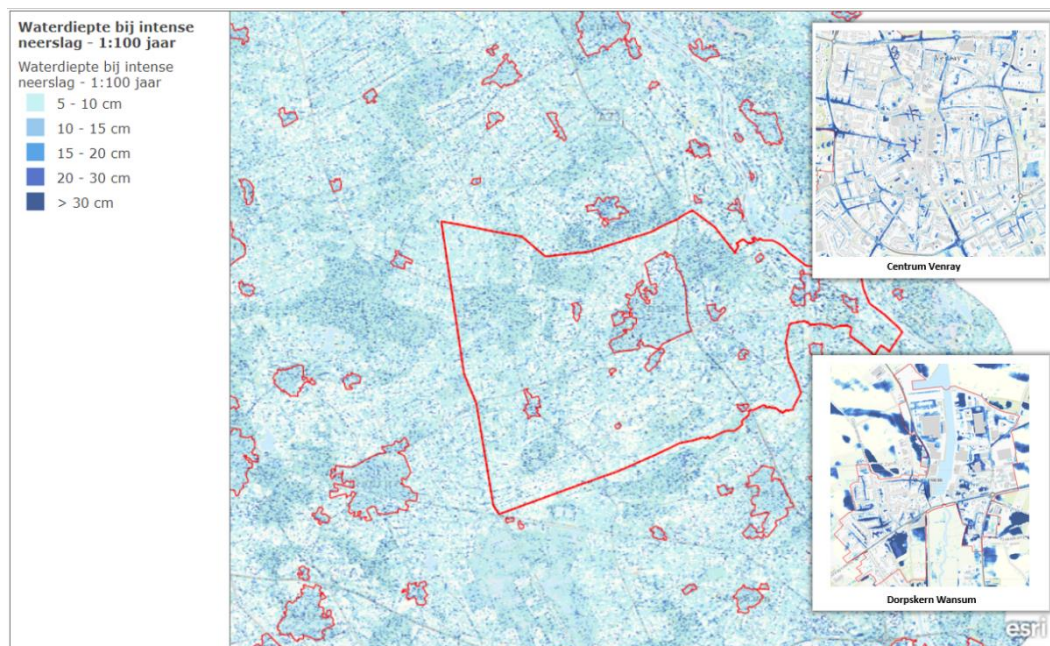 Waterdiepte bij intense
neerslag - 1:100 jaar
Waterdiepte bij intense
neerslag - 1:100 jaar
5 - 10 cm
10 - 15 cm
15 - 20 cm
20 - 30 cm
> 30 cm
Centrum Venray
Dorpskern Wansum
esri